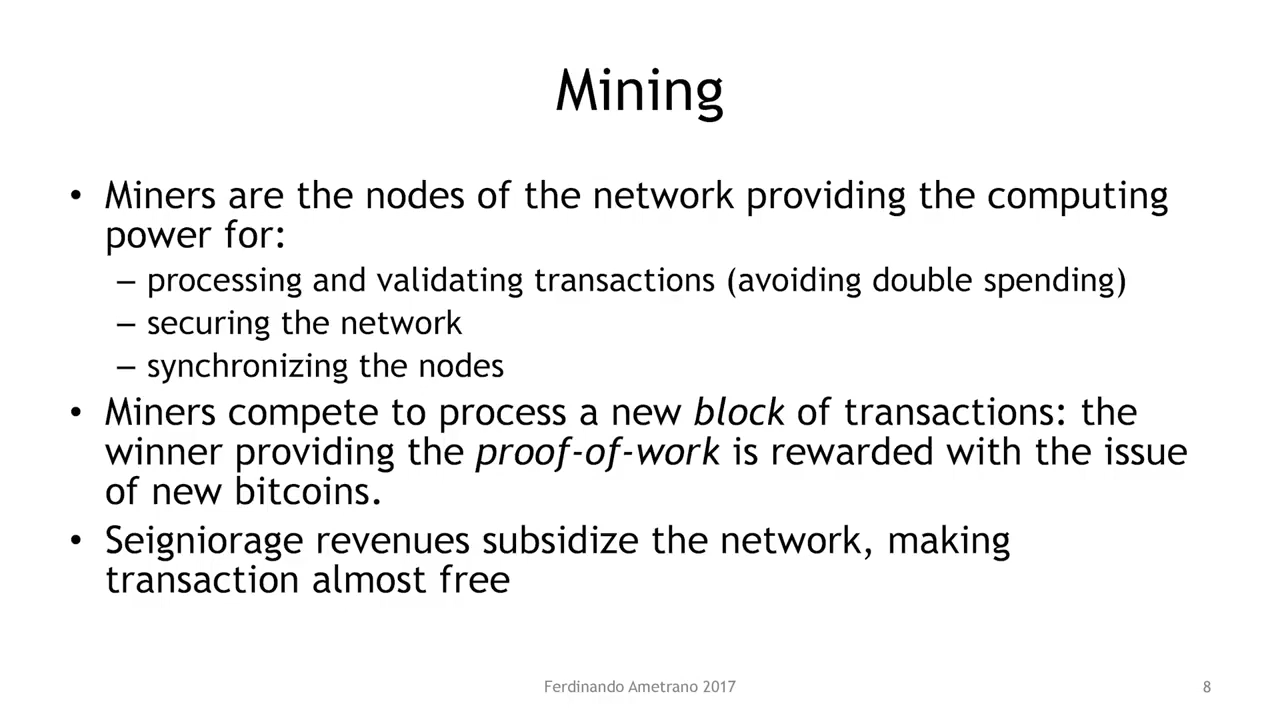 Mining
• Miners are the nodes of the network providing the computing
power for:
– processing and validating transactions (avoiding double spending)
– securing the network
– synchronizing the nodes
• Miners compete to process a new block of transactions: the
winner providing the proof-of-work is rewarded with the issue
of new bitcoins.
• Seigniorage revenues subsidize the network, making
transaction almost free
Ferdinando Ametrano 2017
8